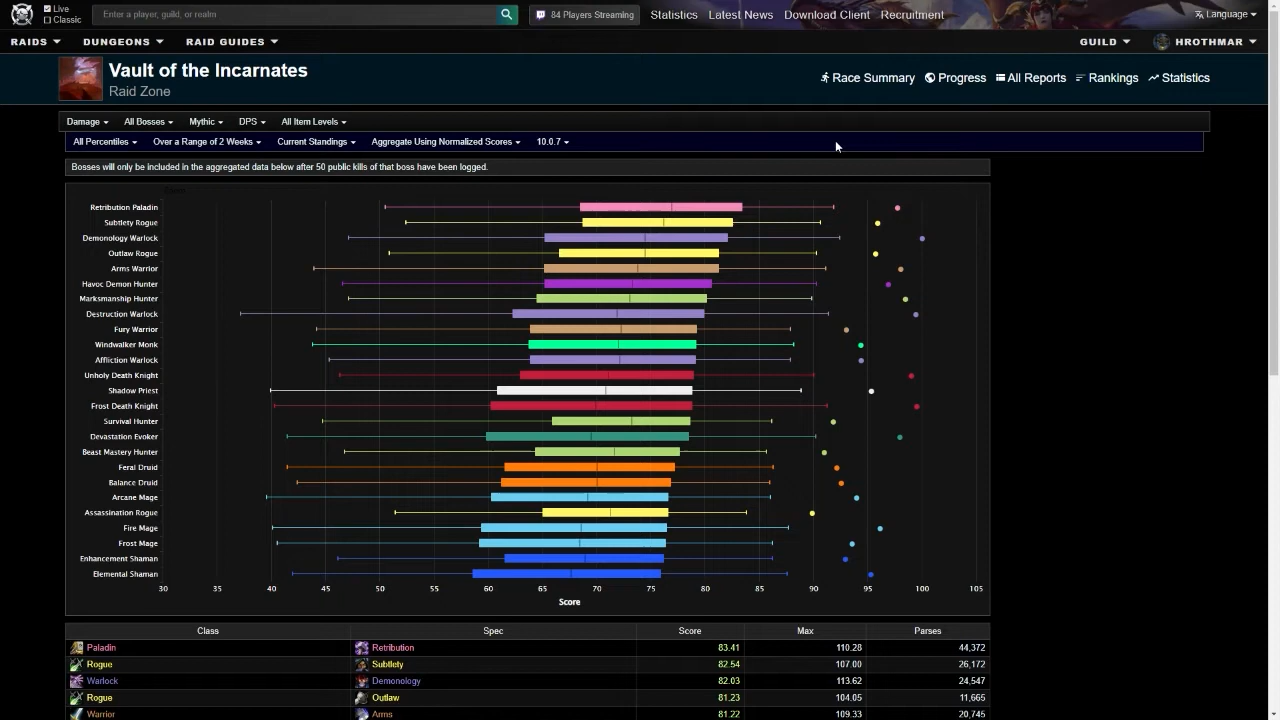 Live
Classic
Enter a player, guild, or realm
84 Players Streaming
Statistics Latest News Download Client Recruitment
Language
RAIDS DUNGEONS RAID GUIDES
GUILD HROTHMAR
Vault of the Incarnates
Raid Zone
Race Summary Progress All Reports Rankings Statistics
Damage All Bosses Mythic DPS All Item Levels
All Percentiles Over a Range of 2 Weeks Current Standings Aggregate Using Normalized Scores 10.0.7
Bosses will only be included in the aggregated data below after 50 public kills of that boss have been logged.
Retribution Paladin
Subtlety Rogue
Demonology Warlock
Outlaw Rogue
Arms Warrior
Havoc Demon Hunter
Marksmanship Hunter
Destruction Warlock
Fury Warrior
Windwalker Monk
Affliction Warlock
Unholy Death Knight
Shadow Priest
Frost Death Knight
Survival Hunter
Devastation Evoker
Beast Mastery Hunter
Feral Druid
Balance Druid
Arcane Mage
Assassination Rogue
Fire Mage
Frost Mage
Enhancement Shaman
Elemental Shaman
30 35 40 45 50 55 60 65 70 75 80 85 90 95 100 105
Score
Class Spec Score Max Parses
Paladin Retribution 83.41 110.28 44,372
Rogue Subtlety 82.54 107.00 26,172
Warlock Demonology 82.03 113.62 24,547
Rogue Outlaw 81.23 104.05 11,665
Warrior Arms 81.22 109.33 20,745